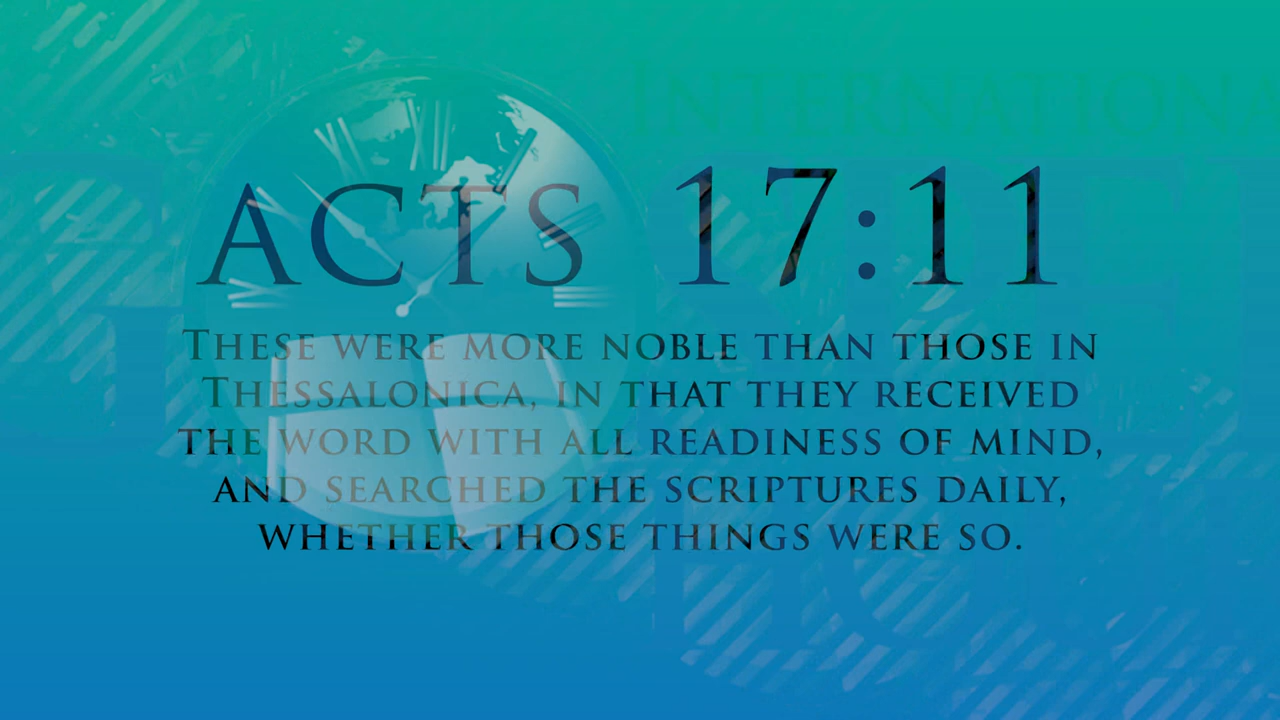 INTERNATIONA
ACTS 17:11
THESE WERE MORE NOBLE THAN THOSE IN
THESSALONICA, IN THAT THEY RECEIVED
THE WORD WITH ALL READINESS OF MIND,
AND SEARCHED THE SCRIPTURES DAILY,
WHETHER THOSE THINGS WERE SO.